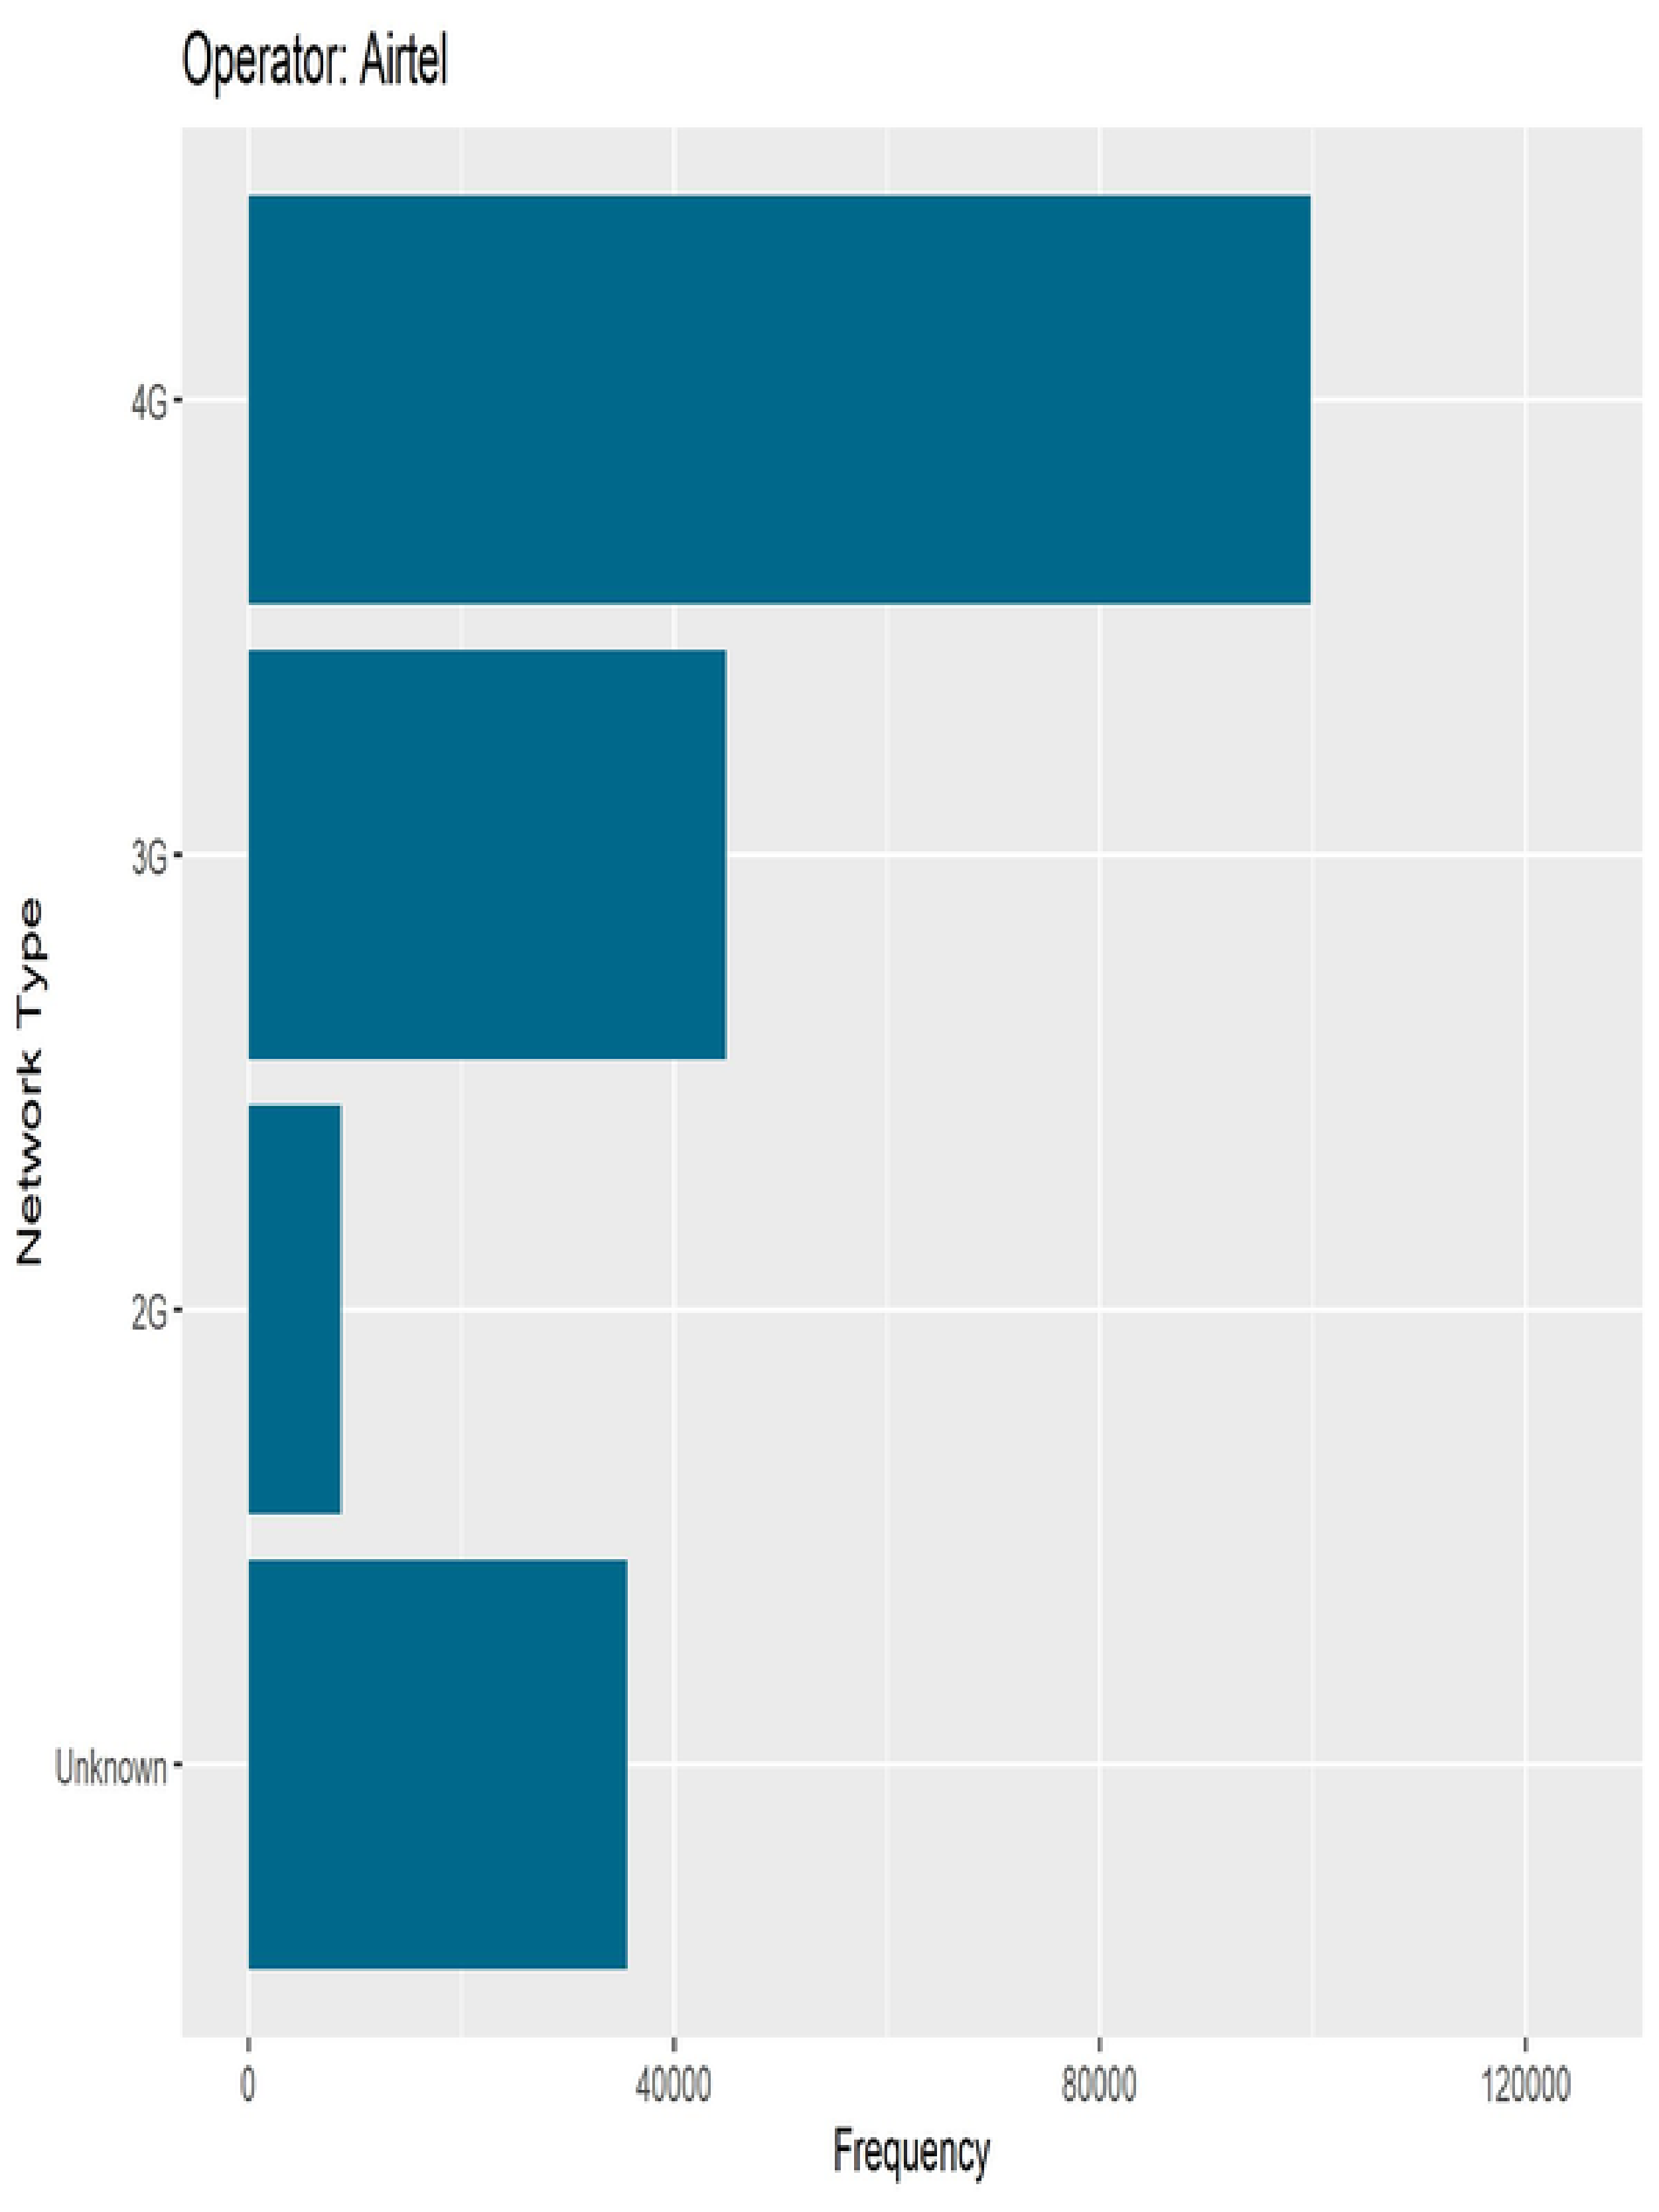 Operator: Airtel
Network Type
4G
3G
2G
Unknown
0 40000 80000 120000
Frequency